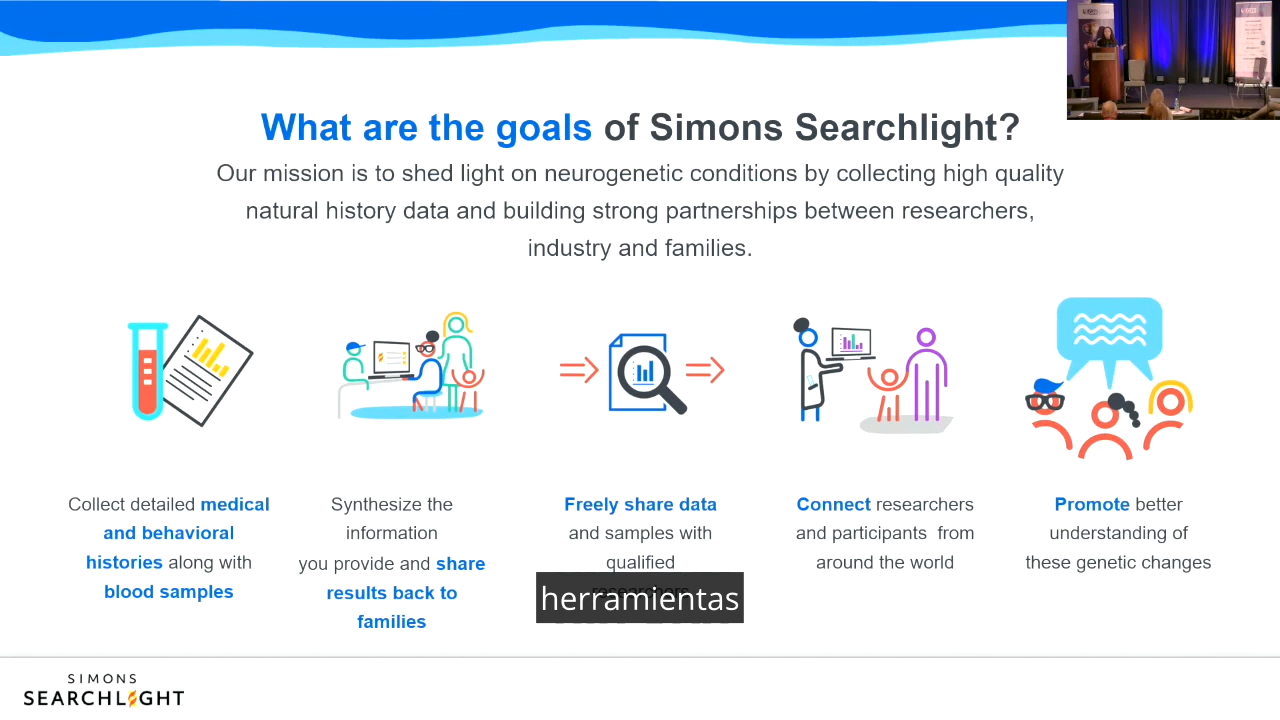 What are the goals of Simons Searchlight?
Our mission is to shed light on neurogenetic conditions by collecting high quality
natural history data and building strong partnerships between researchers,
industry and families.
Collect detailed medical
and behavioral
histories along with
blood samples
Synthesize the
information
you provide and share
results back to
families
Freely share data
and samples with
qualified
herramientas
Connect researchers
and participants from
around the world
Promote better
understanding of
these genetic changes
SIMONS
SEARCHLIGHT